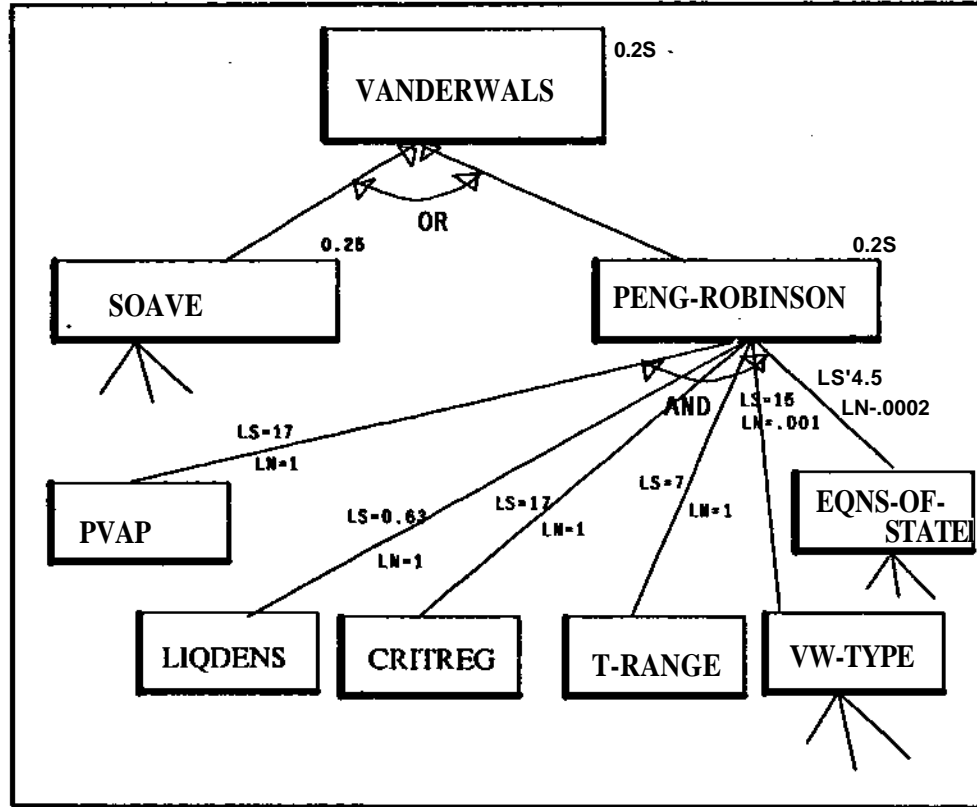 0.2S
VANDERWALS
OR
0.25
0.2S
SOAVE
PENG-ROBINSON
AND
LS=17
LN=1
LS=0.63
LN=1
LS=17
LN=1
LS=7
LN=1
LS=15
LN=.001
LS'4.5
LN-.0002
PVAP
EQNS-OF-
STATE
LIQDENS
CRITREG
T-RANGE
VW-TYPE